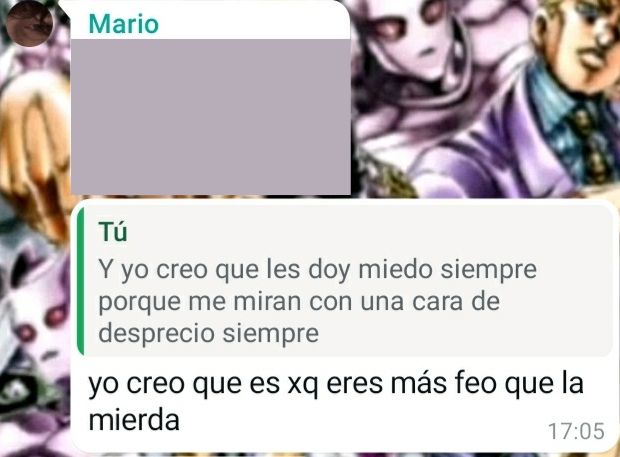 Mario
Tú
Y yo creo que les doy miedo siempre
porque me miran con una cara de
desprecio siempre
yo creo que es xq eres más feo que la
mierda
17:05